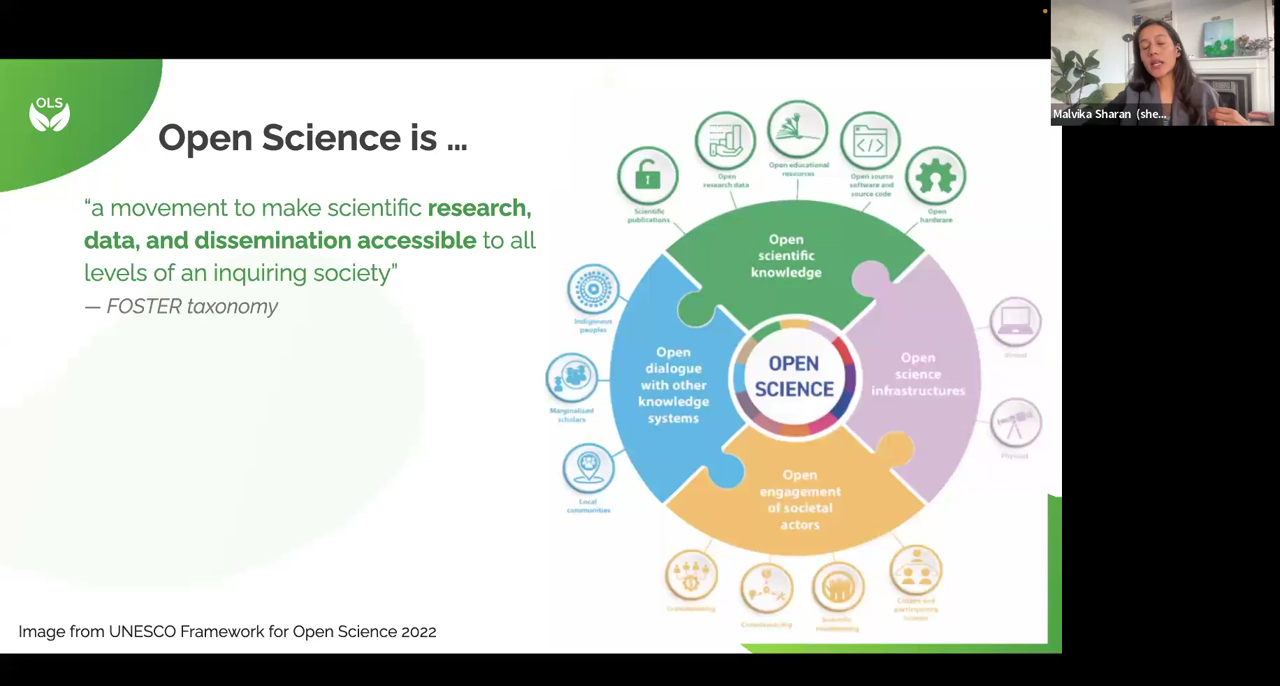 OLS
Open Science is ...
“a movement to make scientific research,
data, and dissemination accessible to all
levels of an inquiring society”
— FOSTER taxonomy
Scientific
publications
Open
research data
Open educational
resources
Open source
software and
source code
Open
hardware
Open
scientific
knowledge
Indigenous
peoples
Marginalized
scholars
Local
communities
Open
dialogue
with other
knowledge
systems
OPEN
SCIENCE
Open
science
infrastructures
Virtual
Physical
Open
engagement
of societal
actors
Crowdfunding
Crowdsourcing
Scientific
volunteering
Citizen and
participatory
science
Image from UNESCO Framework for Open Science 2022
Malvika Sharan (she...